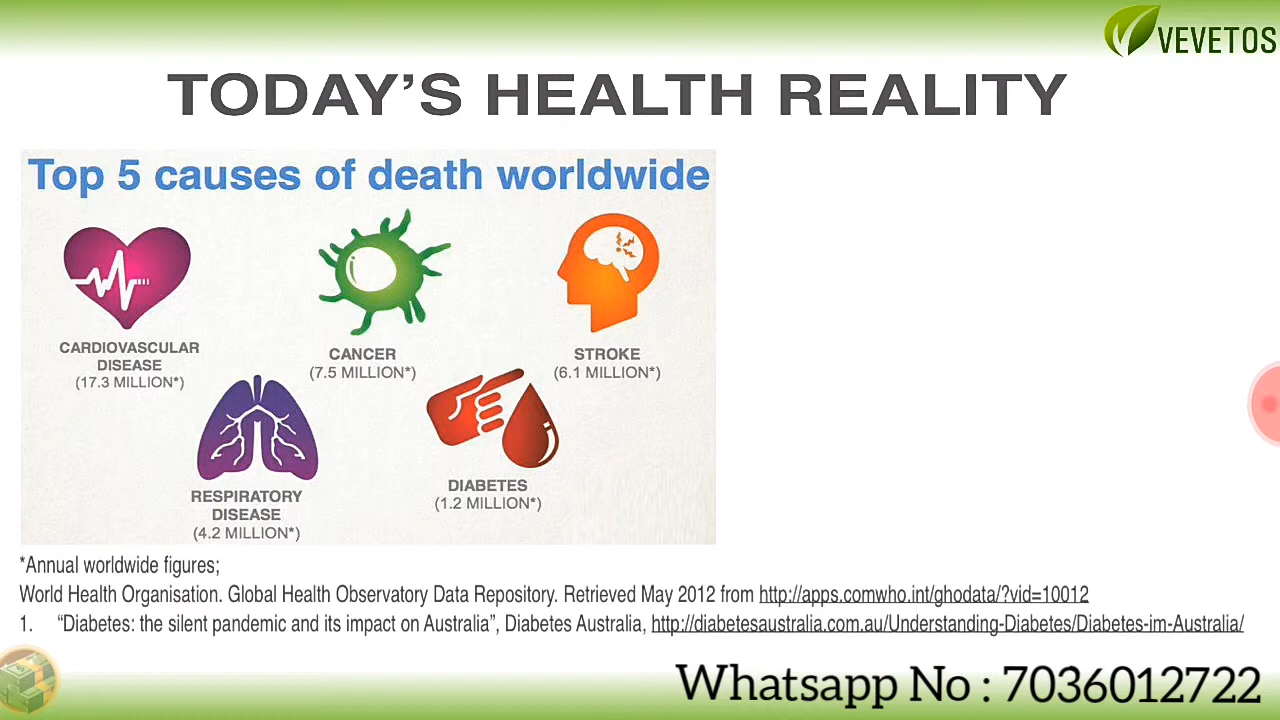 VEVETOS
TODAY'S HEALTH REALITY
Top 5 causes of death worldwide
CARDIOVASCULAR
DISEASE
(17.3 MILLION*)
CANCER
(7.5 MILLION*)
STROKE
(6.1 MILLION*)
RESPIRATORY
DISEASE
(4.2 MILLION*)
DIABETES
(1.2 MILLION*)
*Annual worldwide figures;
World Health Organisation. Global Health Observatory Data Repository. Retrieved May 2012 from http://apps.comwho.int/ghodata/?vid=10012
1. “Diabetes: the silent pandemic and its impact on Australia”, Diabetes Australia, http://diabetesaustralia.com.au/Understanding-Diabetes/Diabetes-im-Australia/
Whatsapp No : 7036012722